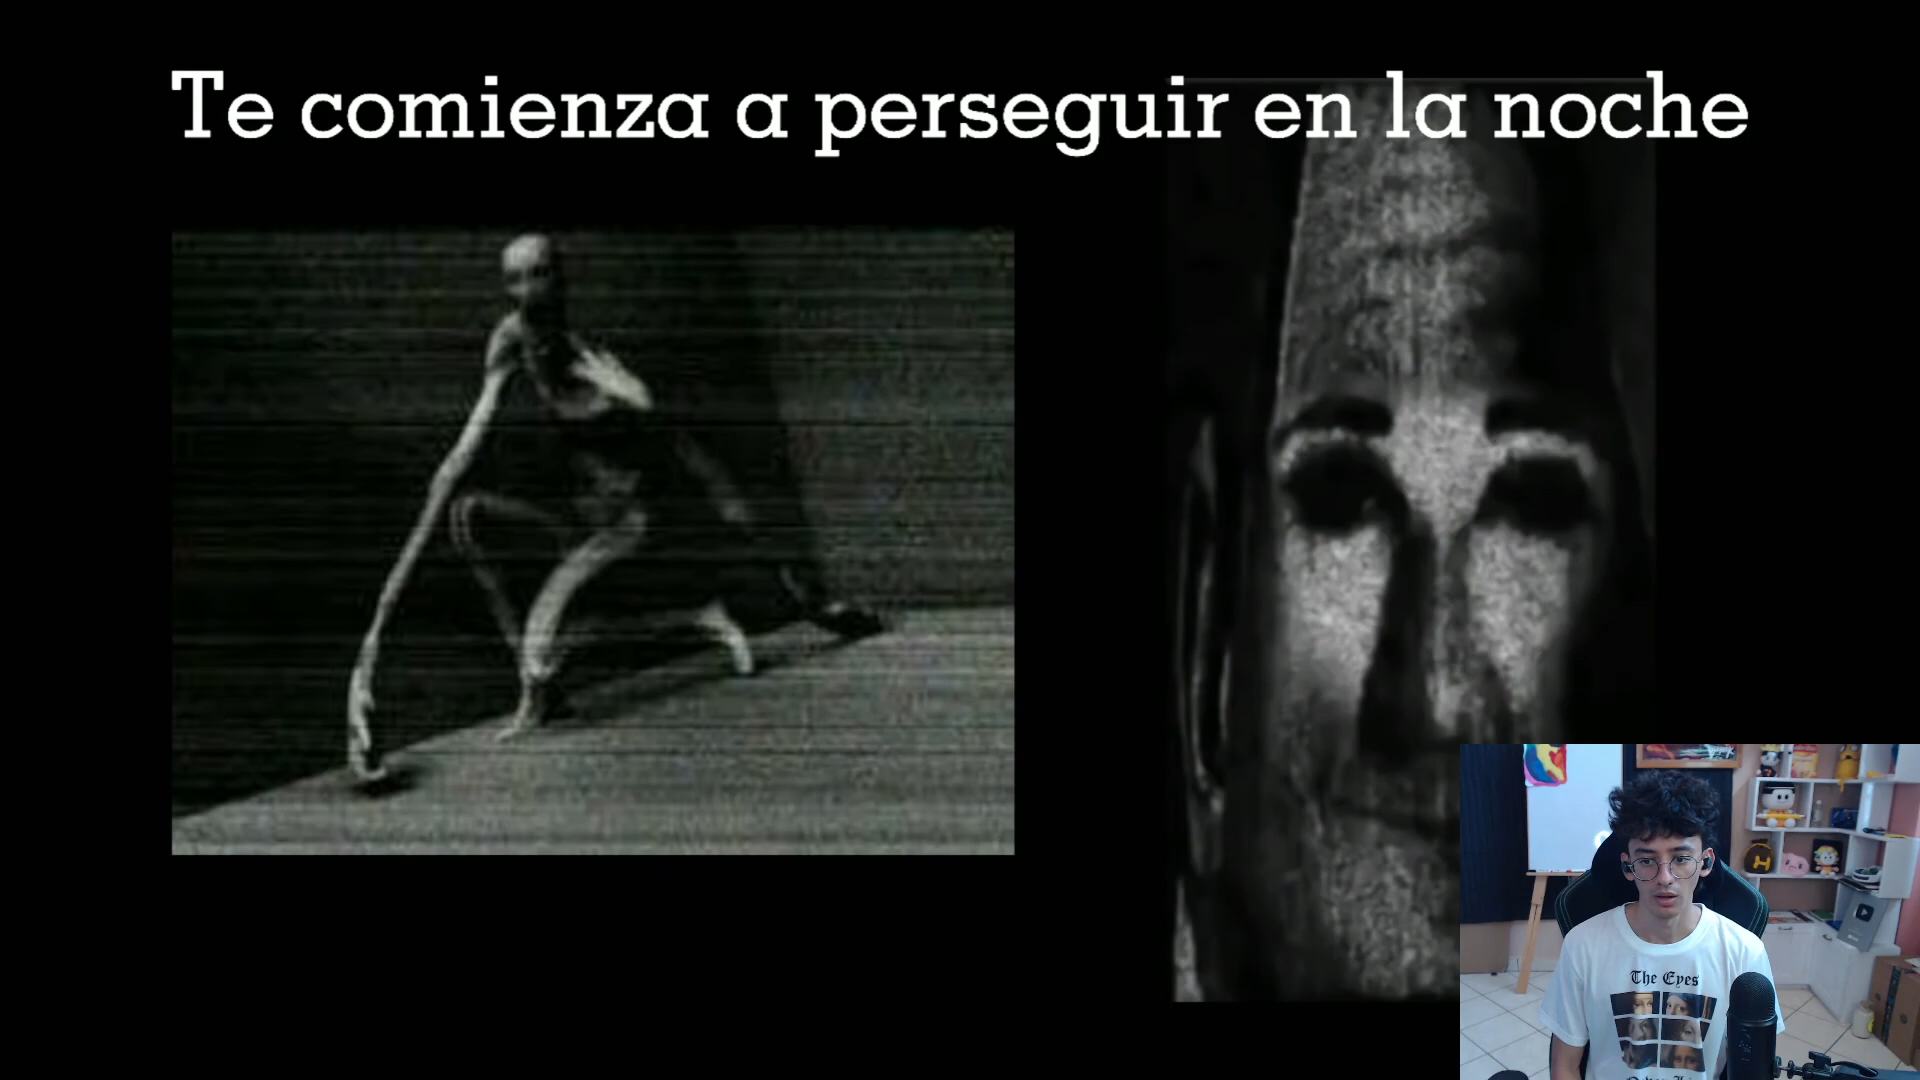 Te comienza a perseguir en la noche
The Eyes